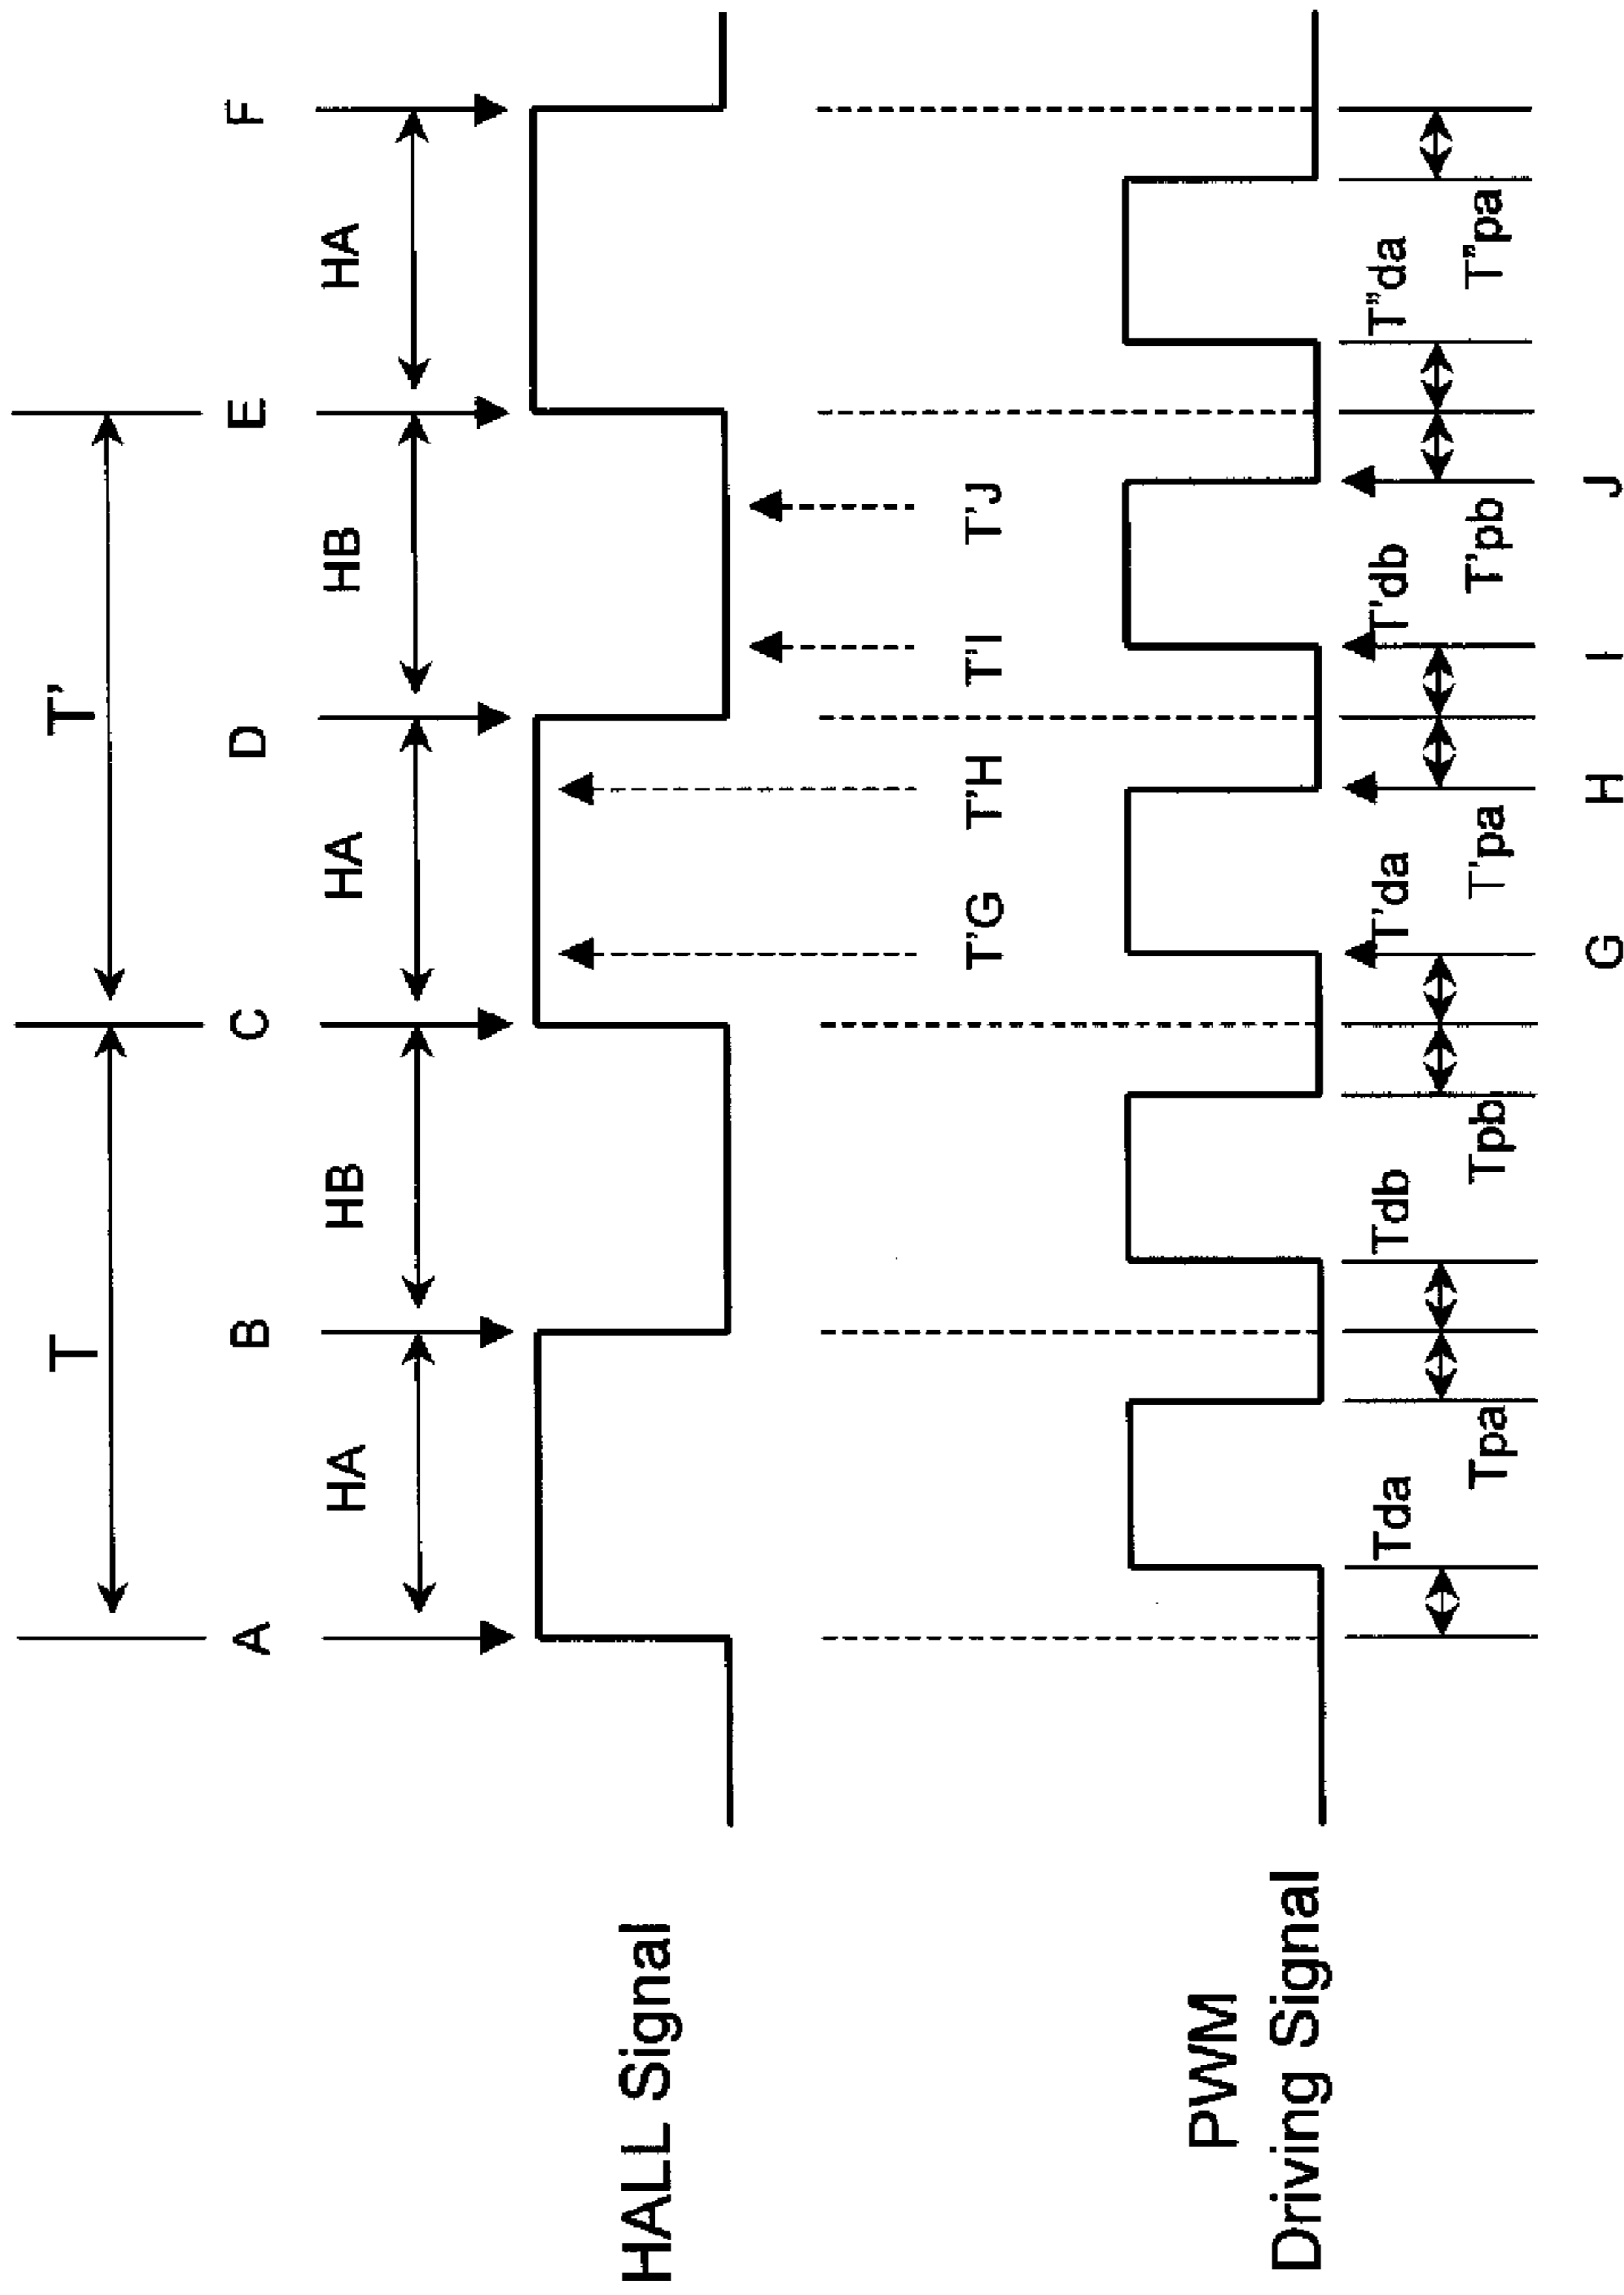 T T'
A B C D E F
HA HB HA HB HA
HALL Signal
T'G T'H T'I T'J
PWM
Driving Signal
Tda Tdb T'da T'db T"da
Tpa Tpb T'pa T'pb T"pa
G H I J